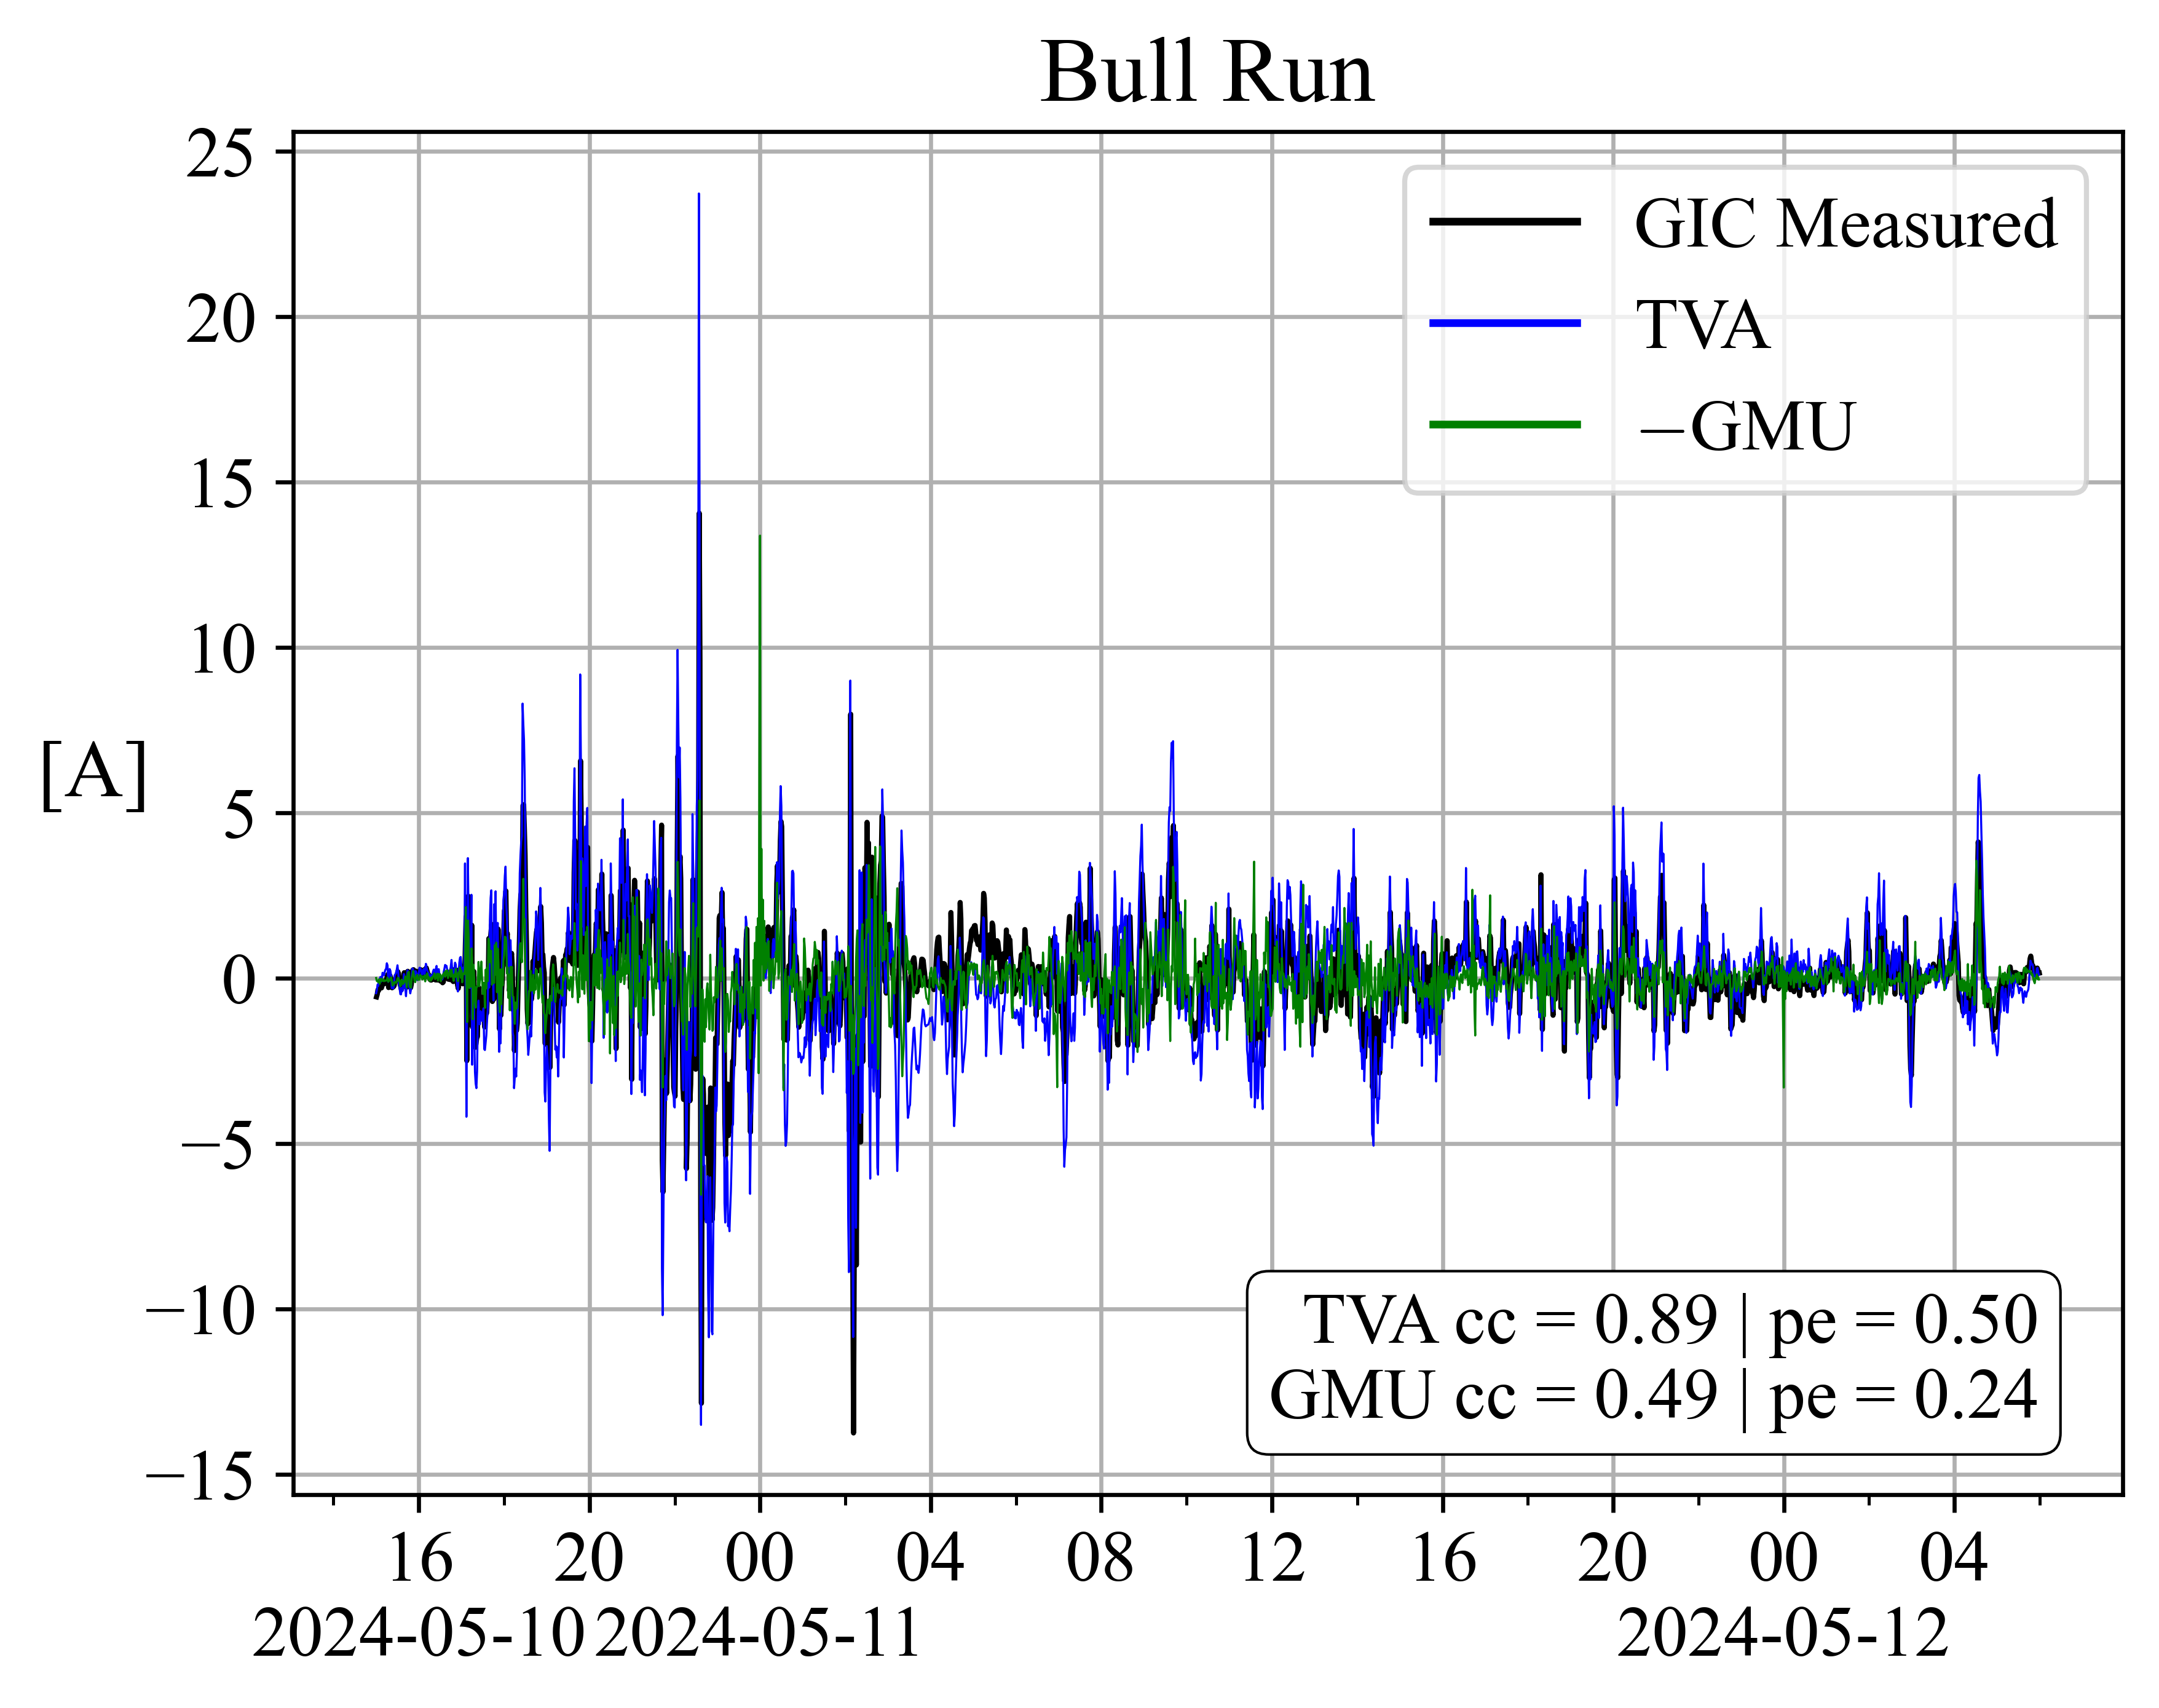 Bull Run
25
20
15
10
5
0
−5
−10
−15
[A]
GIC Measured
TVA
−GMU
TVA cc = 0.89 | pe = 0.50
GMU cc = 0.49 | pe = 0.24
16 20 00 04 08 12 16 20 00 04
2024-05-10 2024-05-11 2024-05-12